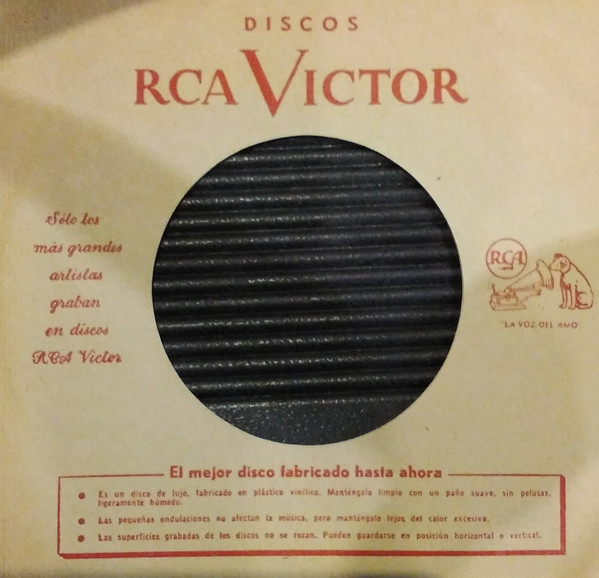 DISCOS
RCA VICTOR
Sólo los
más grandes
artistas
graban
en discos
RCA Victor
RCA
"LA VOZ DEL AMO"
El mejor disco fabricado hasta ahora
Es un disco de lujo, fabricado en plástico vinílico. Manténgalo limpio con un paño suave, sin pelusas,
ligeramente húmedo.
Las pequeñas ondulaciones no afectan la música, pero manténgalo lejos del calor excesivo.
Las superficies grabadas de los discos no se rozan. Pueden guardarse en posición horizontal o vertical.